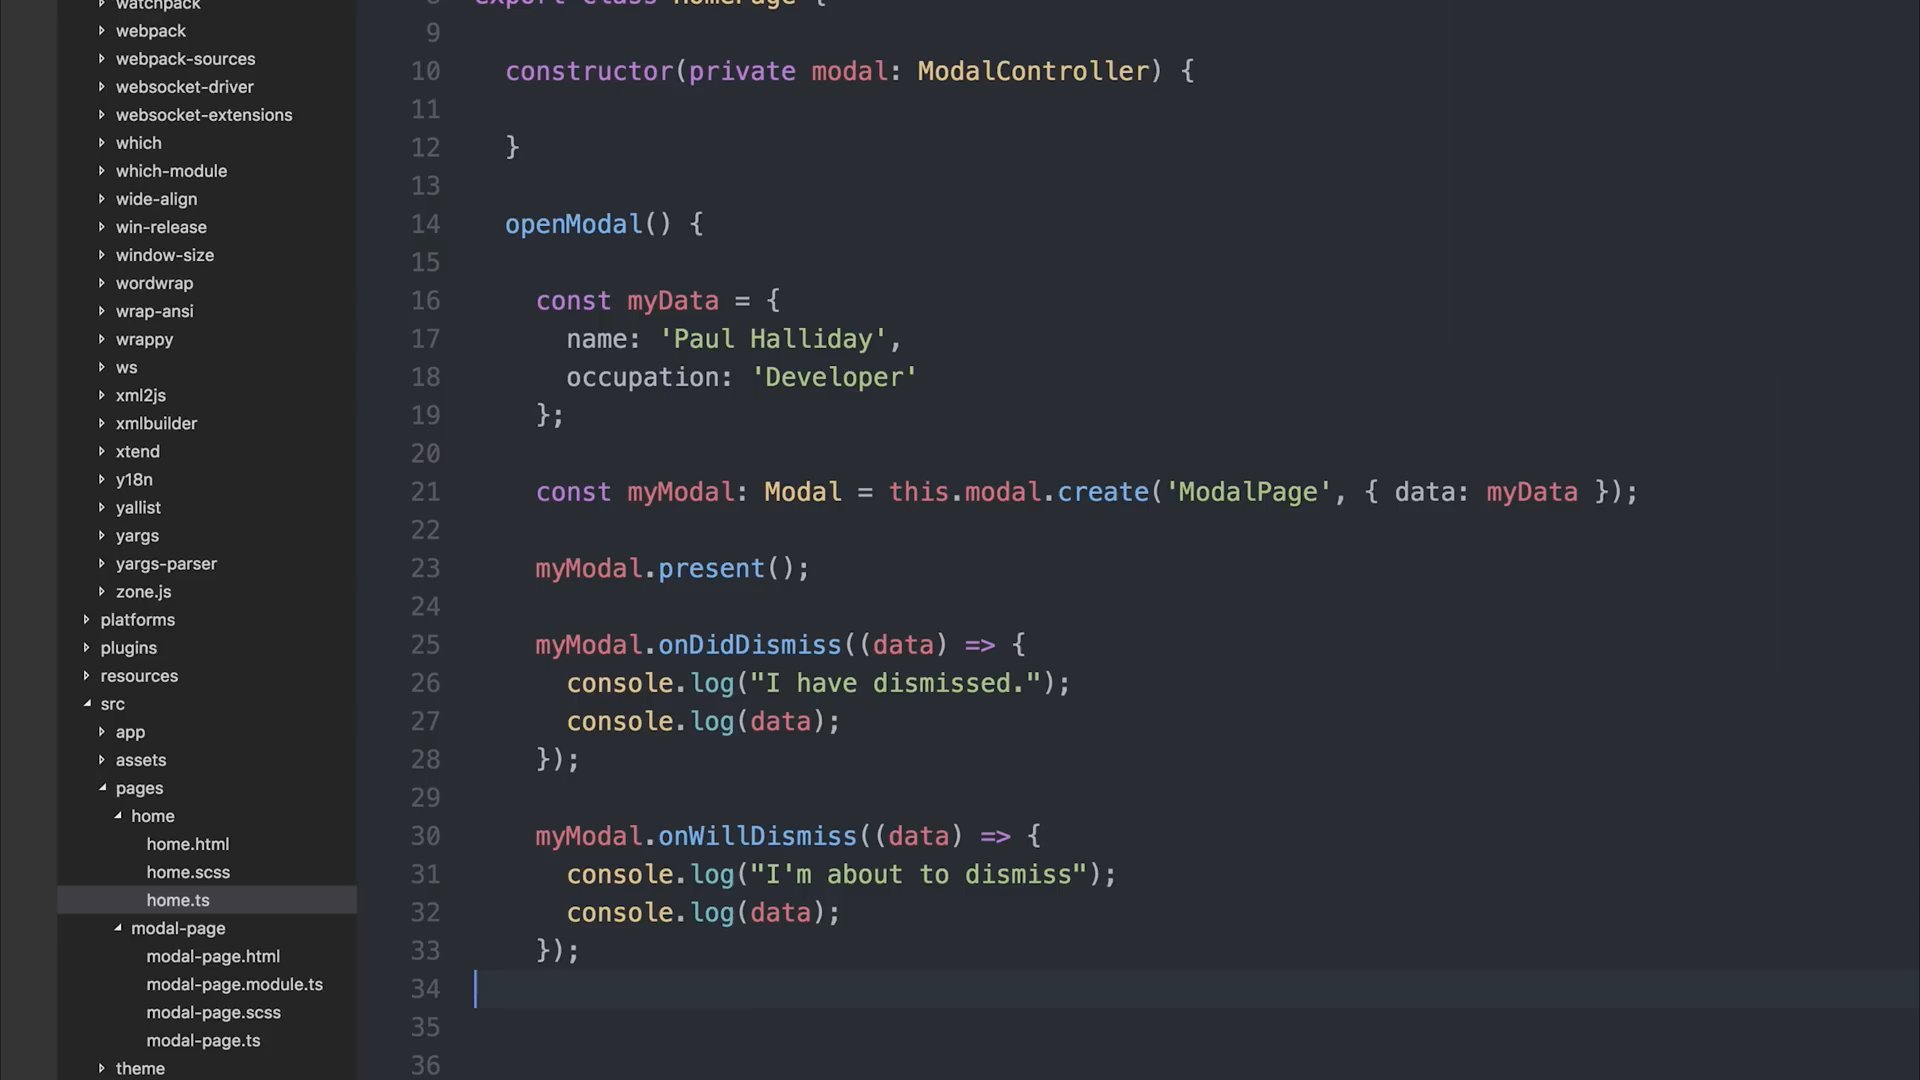 watchpack
webpack
webpack-sources
websocket-driver
websocket-extensions
which
which-module
wide-align
win-release
window-size
wordwrap
wrap-ansi
wrappy
ws
xml2js
xmlbuilder
xtend
y18n
yallist
yargs
yargs-parser
zone.js
platforms
plugins
resources
src
app
assets
pages
home
home.html
home.scss
home.ts
modal-page
modal-page.html
modal-page.module.ts
modal-page.scss
modal-page.ts
theme
8 export class HomePage {
9
10 constructor(private modal: ModalController) {
11
12 }
13
14 openModal() {
15
16 const myData = {
17 name: 'Paul Halliday',
18 occupation: 'Developer'
19 };
20
21 const myModal: Modal = this.modal.create('ModalPage', { data: myData });
22
23 myModal.present();
24
25 myModal.onDidDismiss((data) => {
26 console.log("I have dismissed.");
27 console.log(data);
28 });
29
30 myModal.onWillDismiss((data) => {
31 console.log("I'm about to dismiss");
32 console.log(data);
33 });
34
35
36